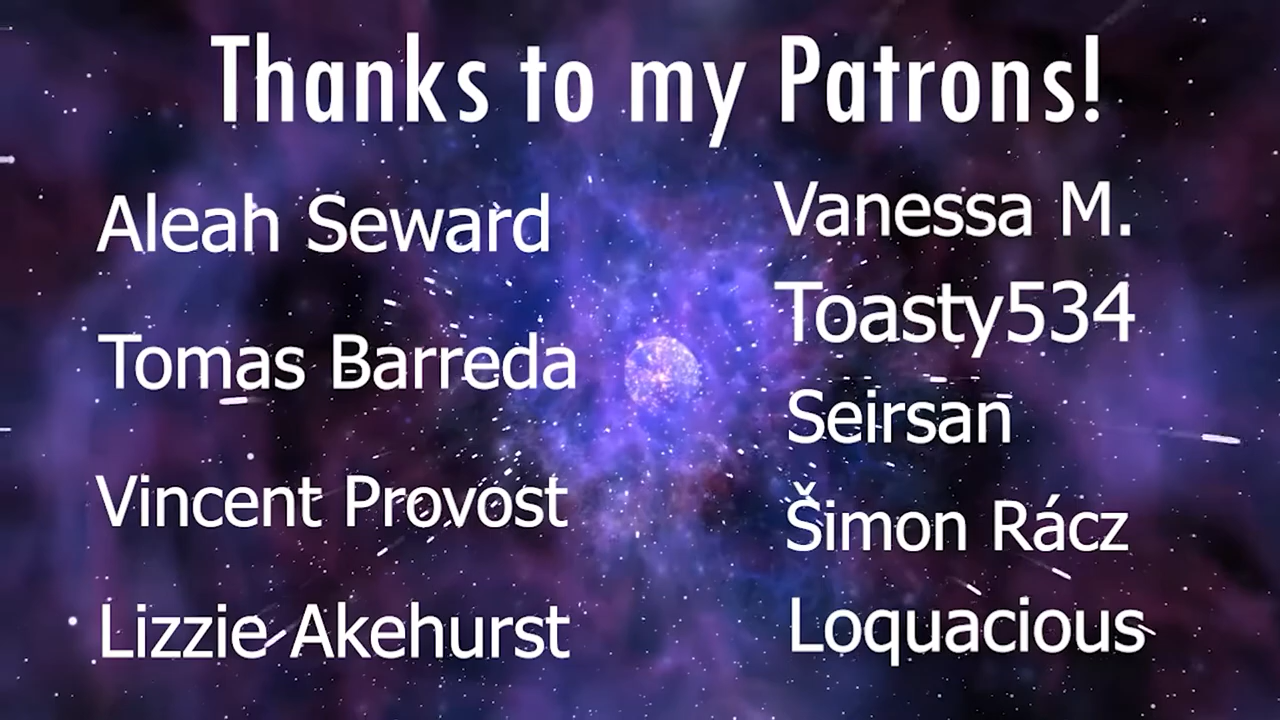 Thanks to my Patrons!
Aleah Seward
Tomas Barreda
Vincent Provost
Lizzie Akehurst
Vanessa M.
Toasty534
Seirsan
Šimon Rácz
Loquacious